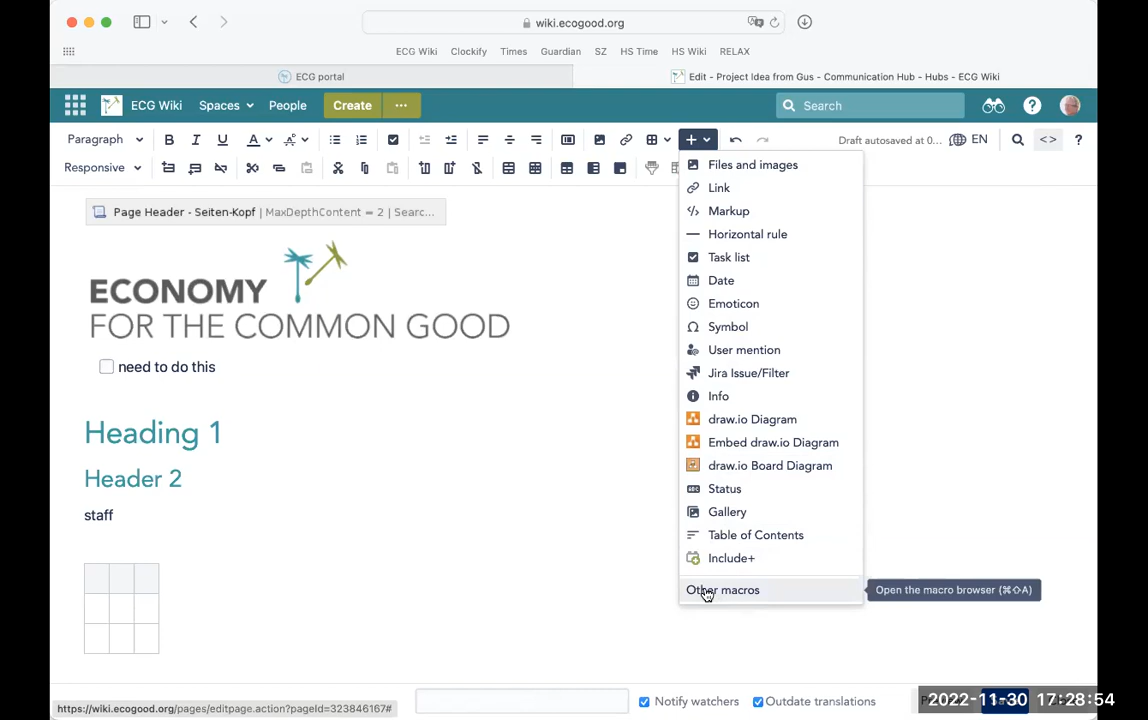 wiki.ecogood.org
ECG Wiki Clockify Times Guardian SZ HS Time HS Wiki RELAX
ECG portal
Edit - Project Idea from Gus - Communication Hub - Hubs - ECG Wiki
ECG Wiki Spaces People Create ··· Search
Paragraph B I U A Draft autosaved at 0... EN <> ?
Responsive
Files and images
Link
Markup
Horizontal rule
Task list
Date
Emoticon
Symbol
User mention
Jira Issue/Filter
Info
draw.io Diagram
Embed draw.io Diagram
draw.io Board Diagram
Status
Gallery
Table of Contents
Include+
Other macros
Open the macro browser (⌘⇧A)
Page Header - Seiten-Kopf | MaxDepthContent = 2 | Searc...
ECONOMY
FOR THE COMMON GOOD
need to do this
Heading 1
Header 2
staff
https://wiki.ecogood.org/pages/editpage.action?pageId=323846167#
Notify watchers Outdate translations
2022-11-30 17:28:54